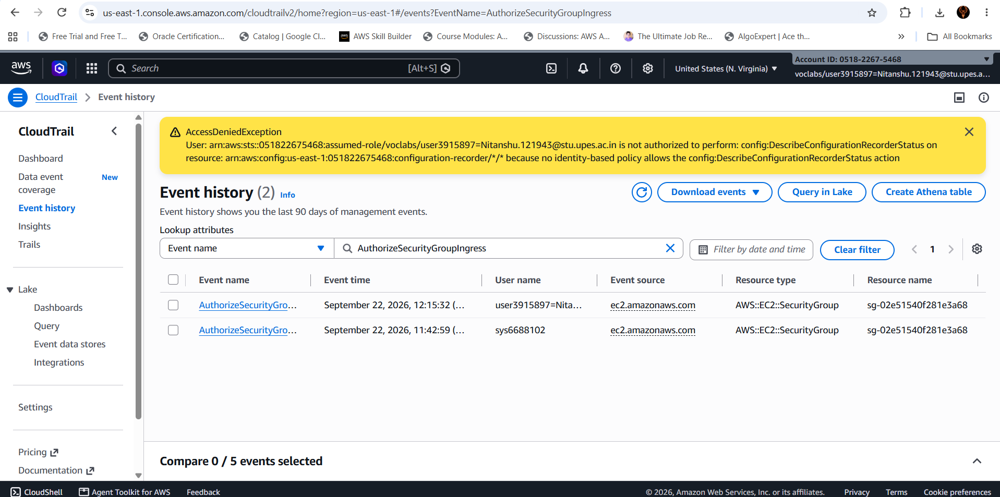 us-east-1.console.aws.amazon.com/cloudtrailv2/home?region=us-east-1#/events?EventName=AuthorizeSecurityGroupIngress
Free Trial and Free T...
Oracle Certification...
Catalog | Google Cl...
aws
AWS Skill Builder
Course Modules: A...
Discussions: AWS A...
The Ultimate Job Re...
AlgoExpert | Ace th...
All Bookmarks
aws
Search
[Alt+S]
United States (N. Virginia)
Account ID: 0518-2267-5468
voclabs/user3915897=Nitanshu.121943@stu.upes.a...
CloudTrail
Event history
CloudTrail
Dashboard
Data event
coverage
New
Event history
Insights
Trails
Lake
Dashboards
Query
Event data stores
Integrations
Settings
Pricing
Documentation
AccessDeniedException
User: arn:aws:sts::051822675468:assumed-role/voclabs/user3915897=Nitanshu.121943@stu.upes.ac.in is not authorized to perform: config:DescribeConfigurationRecorderStatus on
resource: arn:aws:config:us-east-1:051822675468:configuration-recorder/*/* because no identity-based policy allows the config:DescribeConfigurationRecorderStatus action
Event history (2) Info
Download events
Query in Lake
Create Athena table
Event history shows you the last 90 days of management events.
Lookup attributes
Event name
AuthorizeSecurityGroupIngress
Filter by date and time
Clear filter
1
Event name Event time User name Event source Resource type Resource name
AuthorizeSecurityGro... September 22, 2026, 12:15:32 (... user3915897=Nita... ec2.amazonaws.com AWS::EC2::SecurityGroup sg-02e51540f281e3a68
AuthorizeSecurityGro... September 22, 2026, 11:42:59 (... sys6688102 ec2.amazonaws.com AWS::EC2::SecurityGroup sg-02e51540f281e3a68
Compare 0 / 5 events selected
CloudShell
Agent Toolkit for AWS
Feedback
© 2026, Amazon Web Services, Inc. or its affiliates.
Privacy
Terms
Cookie preferences